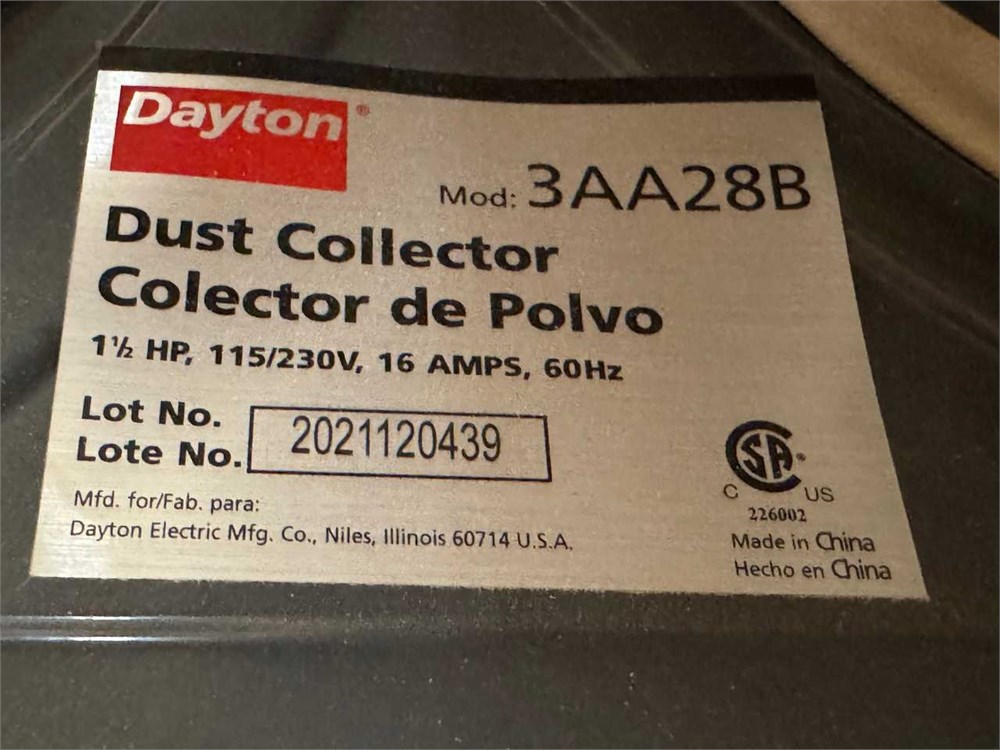 Dayton®
Mod: 3AA28B
Dust Collector
Colector de Polvo
1½ HP, 115/230V, 16 AMPS, 60Hz
Lot No.
Lote No.
2021120439
Mfd. for/Fab. para:
Dayton Electric Mfg. Co., Niles, Illinois 60714 U.S.A.
SA®
C US
226002
Made in China
Hecho en China